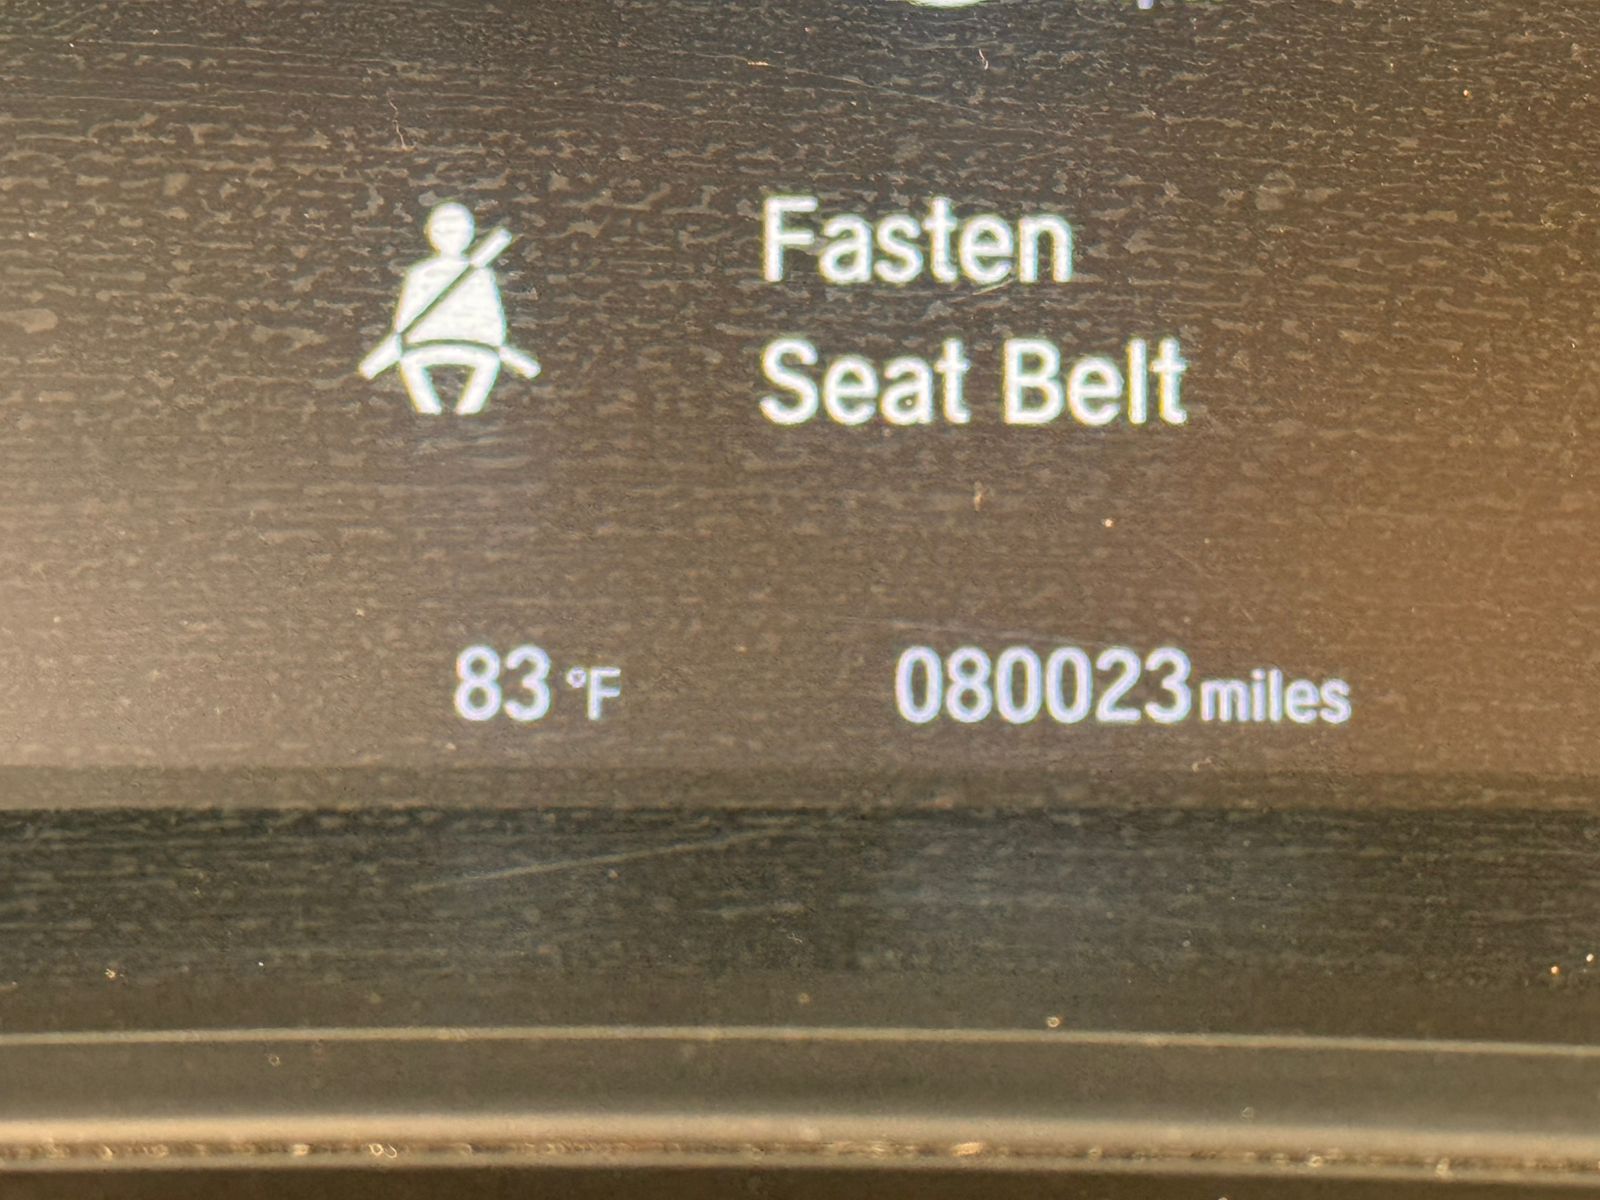 Fasten
Seat Belt
83 °F 080023 miles